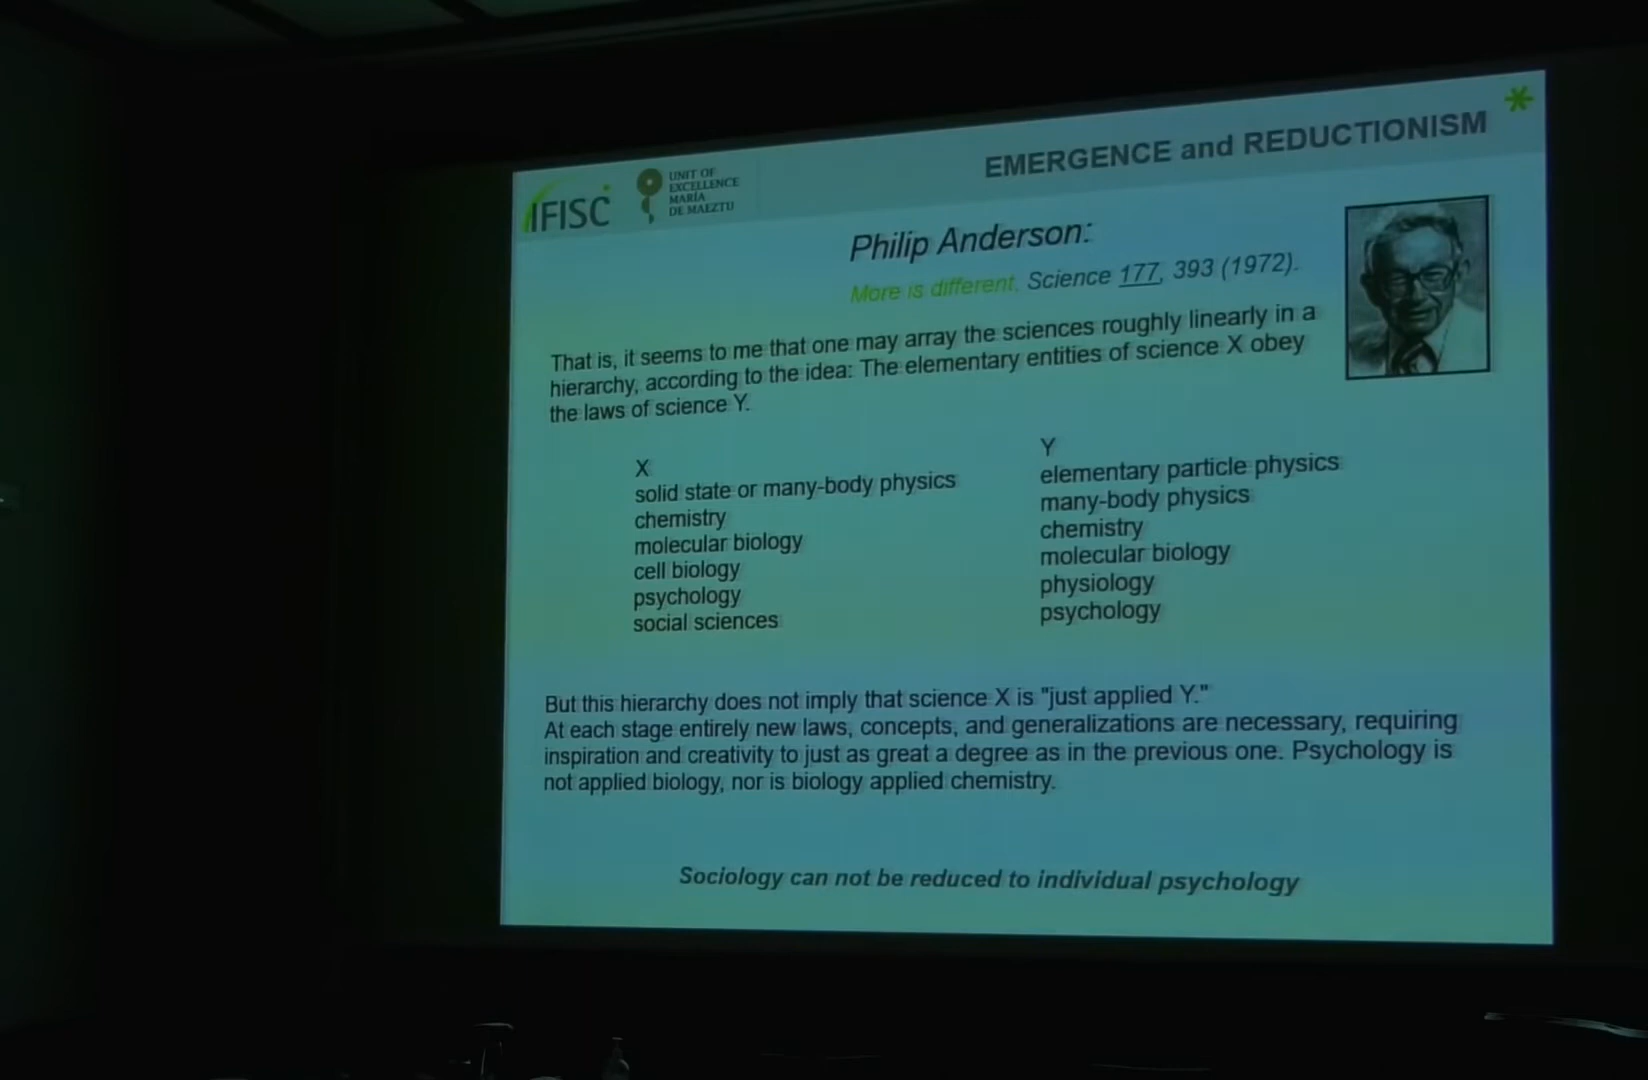 EMERGENCE and REDUCTIONISM
IFISC
UNIT OF
EXCELLENCE
MARÍA
DE MAEZTU
Philip Anderson:
More is different. Science 177, 393 (1972).
That is, it seems to me that one may array the sciences roughly linearly in a
hierarchy, according to the idea: The elementary entities of science X obey
the laws of science Y.
X
solid state or many-body physics
chemistry
molecular biology
cell biology
psychology
social sciences
Y
elementary particle physics
many-body physics
chemistry
molecular biology
physiology
psychology
But this hierarchy does not imply that science X is "just applied Y."
At each stage entirely new laws, concepts, and generalizations are necessary, requiring
inspiration and creativity to just as great a degree as in the previous one. Psychology is
not applied biology, nor is biology applied chemistry.
Sociology can not be reduced to individual psychology